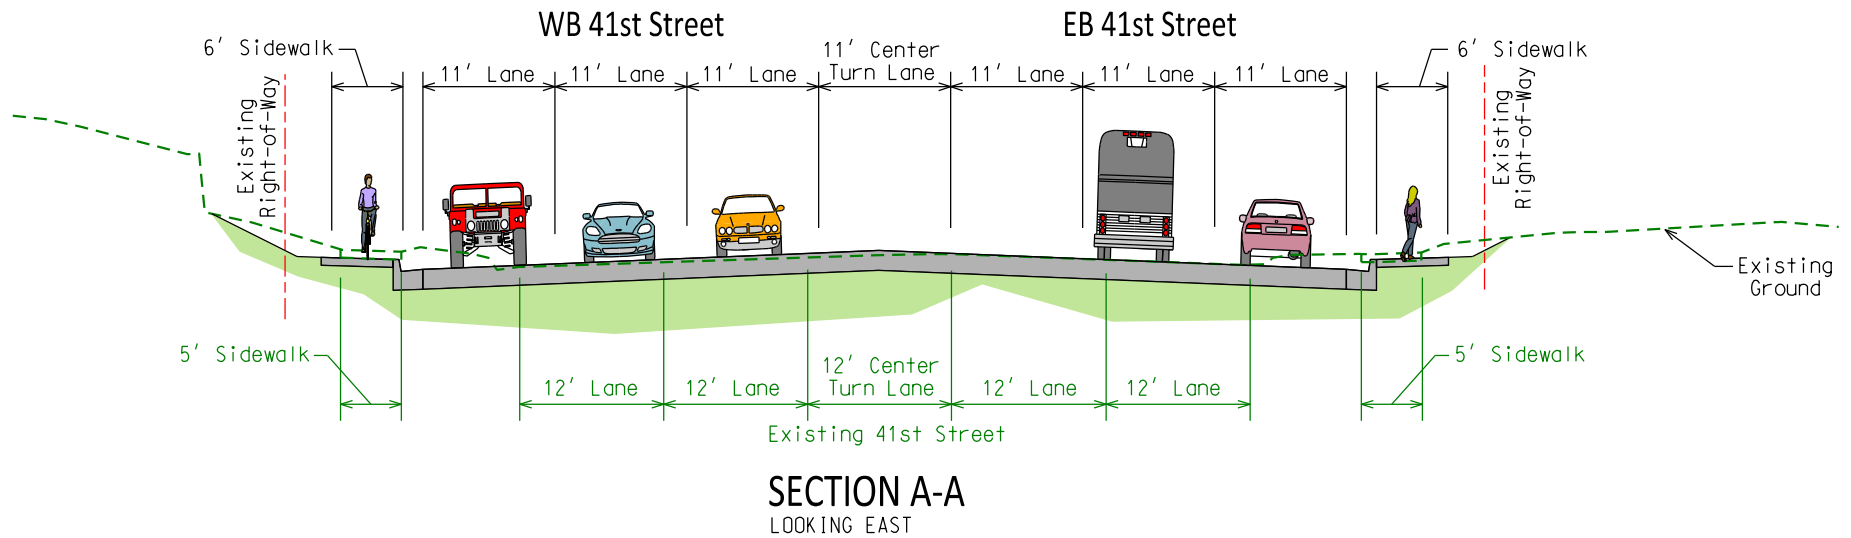 WB 41st Street
EB 41st Street
6' Sidewalk
11' Lane
11' Lane
11' Lane
11' Center
Turn Lane
11' Lane
11' Lane
11' Lane
6' Sidewalk
Existing
Right-of-Way
Existing
Right-of-Way
Existing
Ground
5' Sidewalk
12' Lane
12' Lane
12' Center
Turn Lane
12' Lane
12' Lane
5' Sidewalk
Existing 41st Street
SECTION A-A
LOOKING EAST